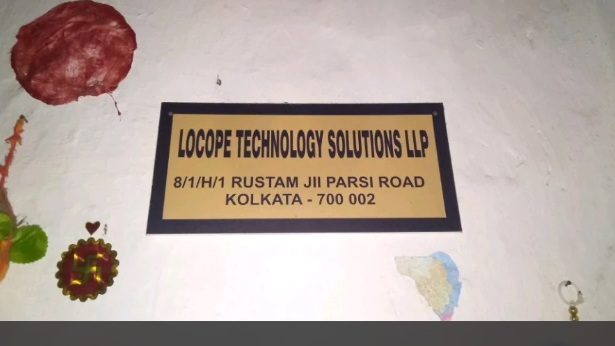 LOCOPE TECHNOLOGY SOLUTIONS LLP
8/1/H/1 RUSTAM JII PARSI ROAD
KOLKATA - 700 002